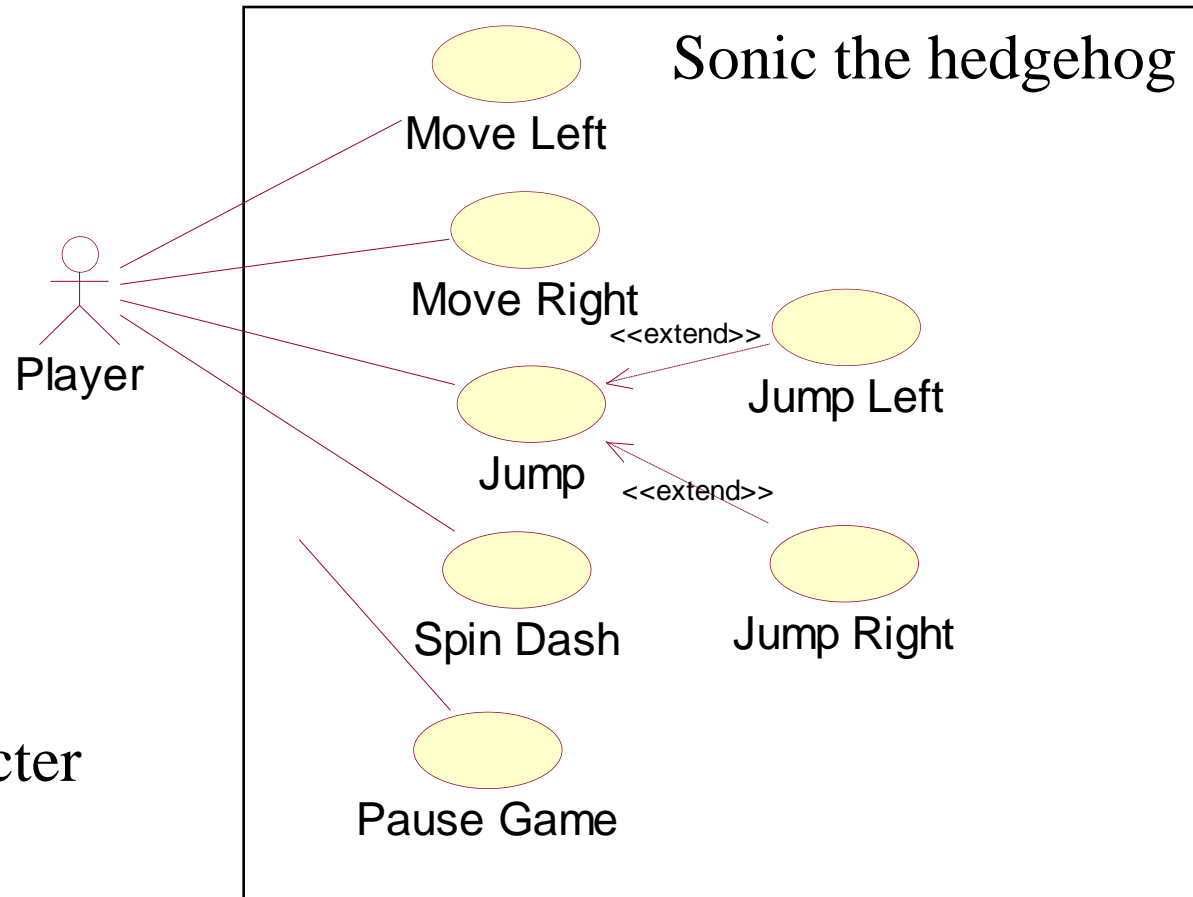 Sonic the hedgehog
Move Left
Move Right
<<extend>>
Player
Jump Left
Jump
<<extend>>
Spin Dash
Jump Right
cter
Pause Game